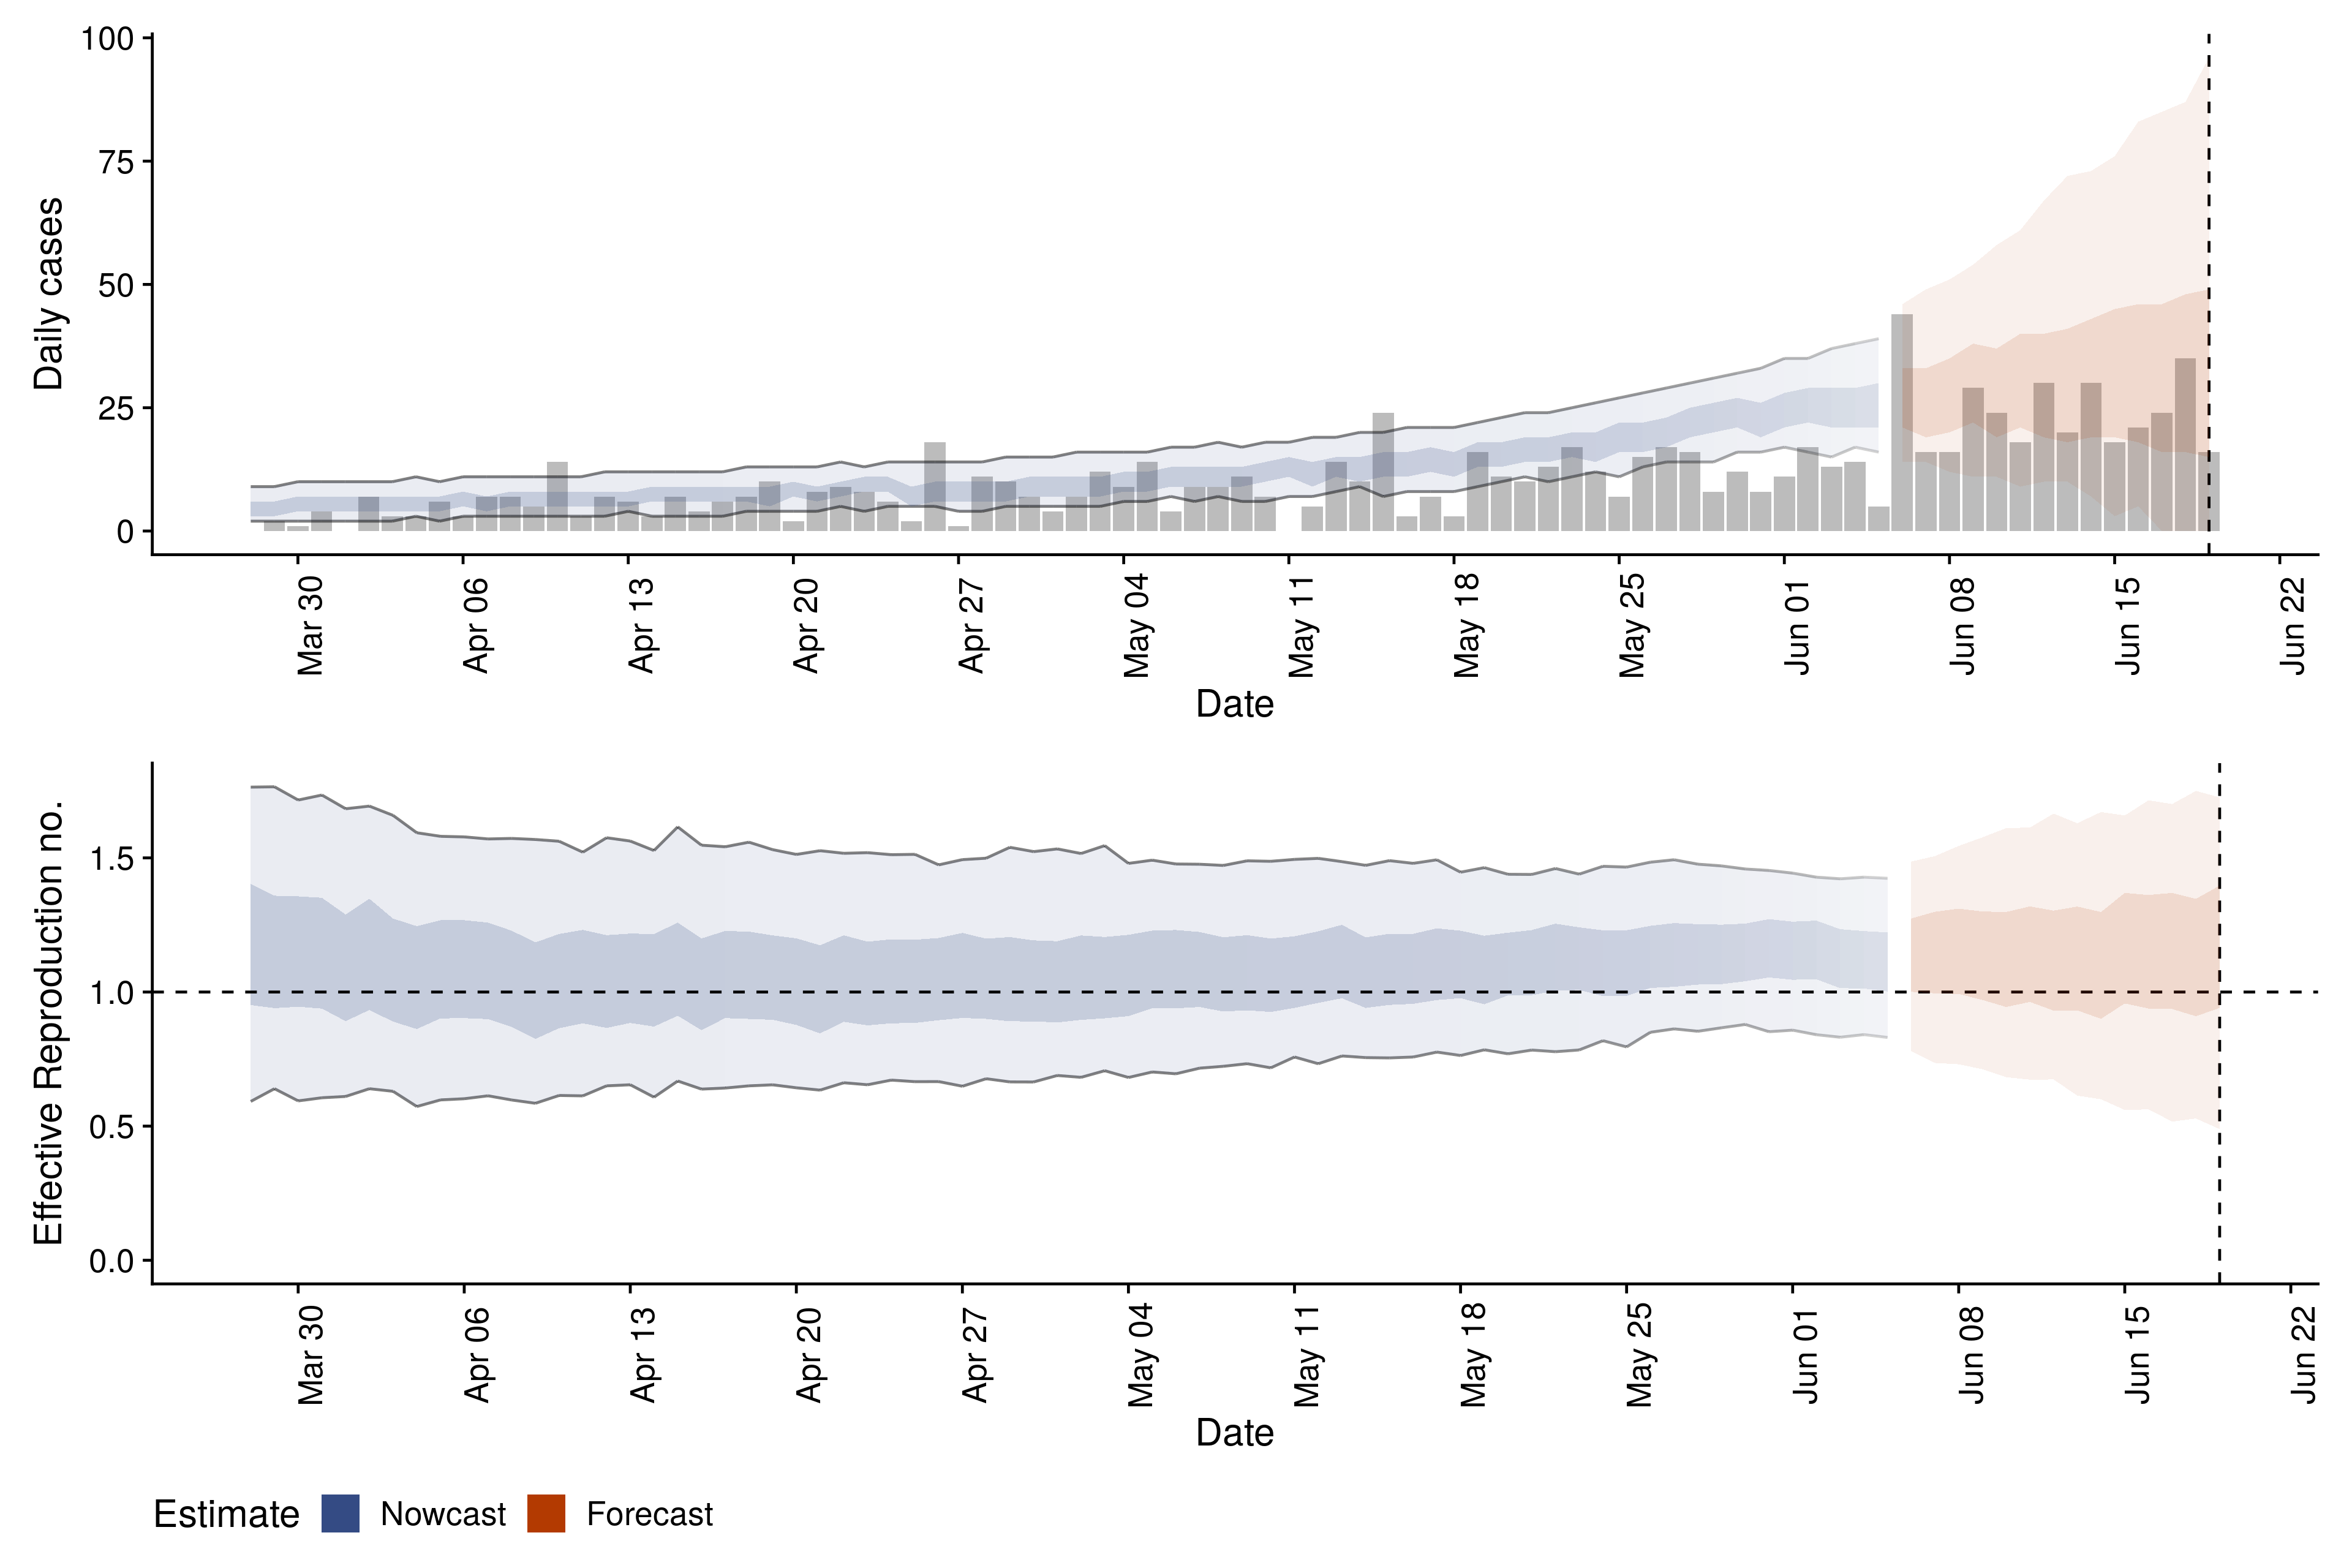 Daily cases
100
75
50
25
0
Mar 30
Apr 06
Apr 13
Apr 20
Apr 27
May 04
May 11
May 18
May 25
Jun 01
Jun 08
Jun 15
Jun 22
Date
Effective Reproduction no.
1.5
1.0
0.5
0.0
Mar 30
Apr 06
Apr 13
Apr 20
Apr 27
May 04
May 11
May 18
May 25
Jun 01
Jun 08
Jun 15
Jun 22
Date
Estimate Nowcast Forecast